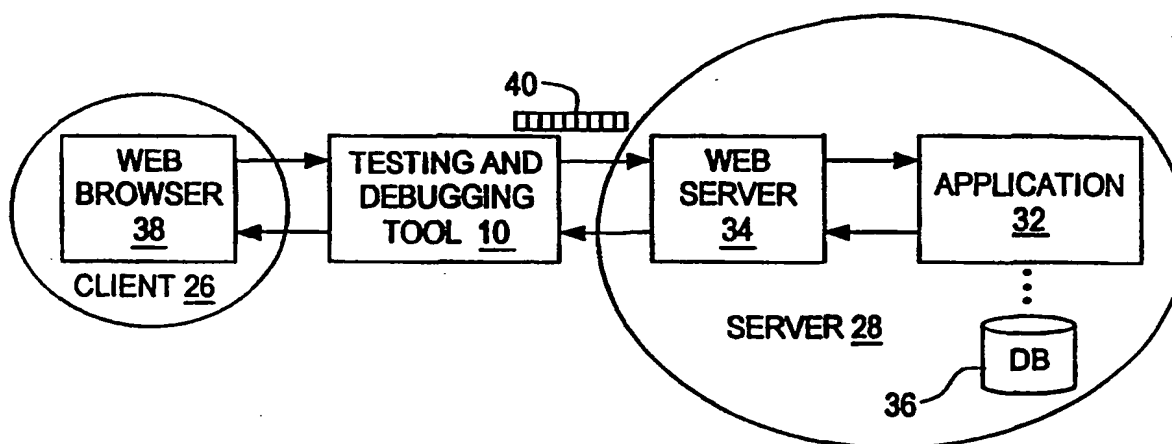 40
WEB
BROWSER
38
CLIENT 26
TESTING AND
DEBUGGING
TOOL 10
WEB
SERVER
34
APPLICATION
32
SERVER 28
DB
36